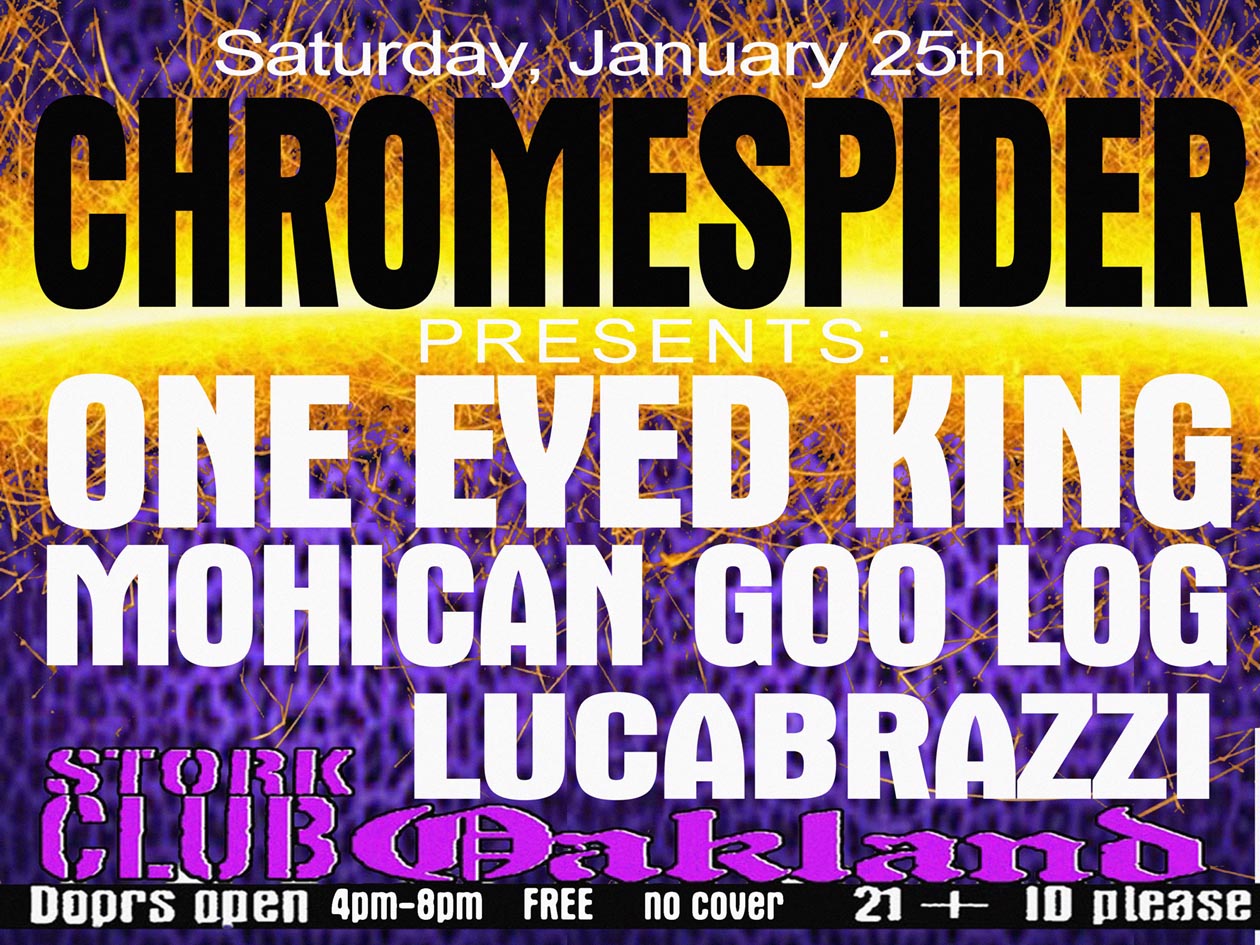 Saturday, January 25th
CHROMESPIDER
PRESENTS:
ONE EYED KING
MOHICAN GOO LOG
LUCABRAZZI
STORK
CLUB Oakland
Doors open 4pm-8pm FREE no cover 21 + ID please